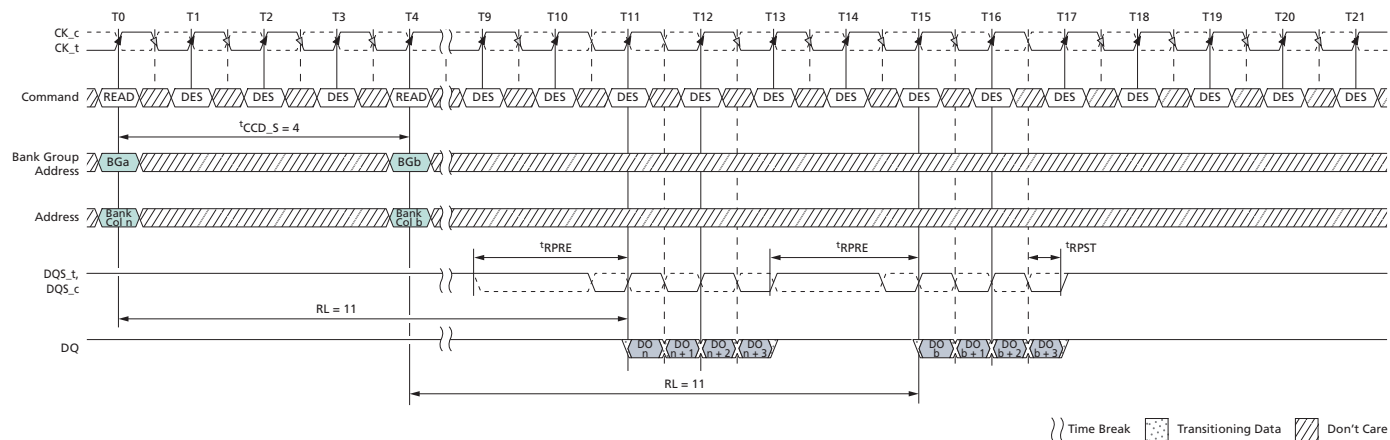 T0 T1 T2 T3 T4 T9 T10 T11 T12 T13 T14 T15 T16 T17 T18 T19 T20 T21
CK_c
CK_t
Command READ DES DES DES READ DES DES DES DES DES DES DES DES DES DES DES DES DES
tCCD_S = 4
Bank Group
Address
BGa BGb
Address
Bank
Col n
Bank
Col b
tRPRE tRPRE tRPST
DQS_t,
DQS_c
RL = 11
DQ
DO
n
DO
n + 1
DO
n + 2
DO
n + 3
DO
b
DO
b + 1
DO
b + 2
DO
b + 3
RL = 11
Time Break Transitioning Data Don't Care